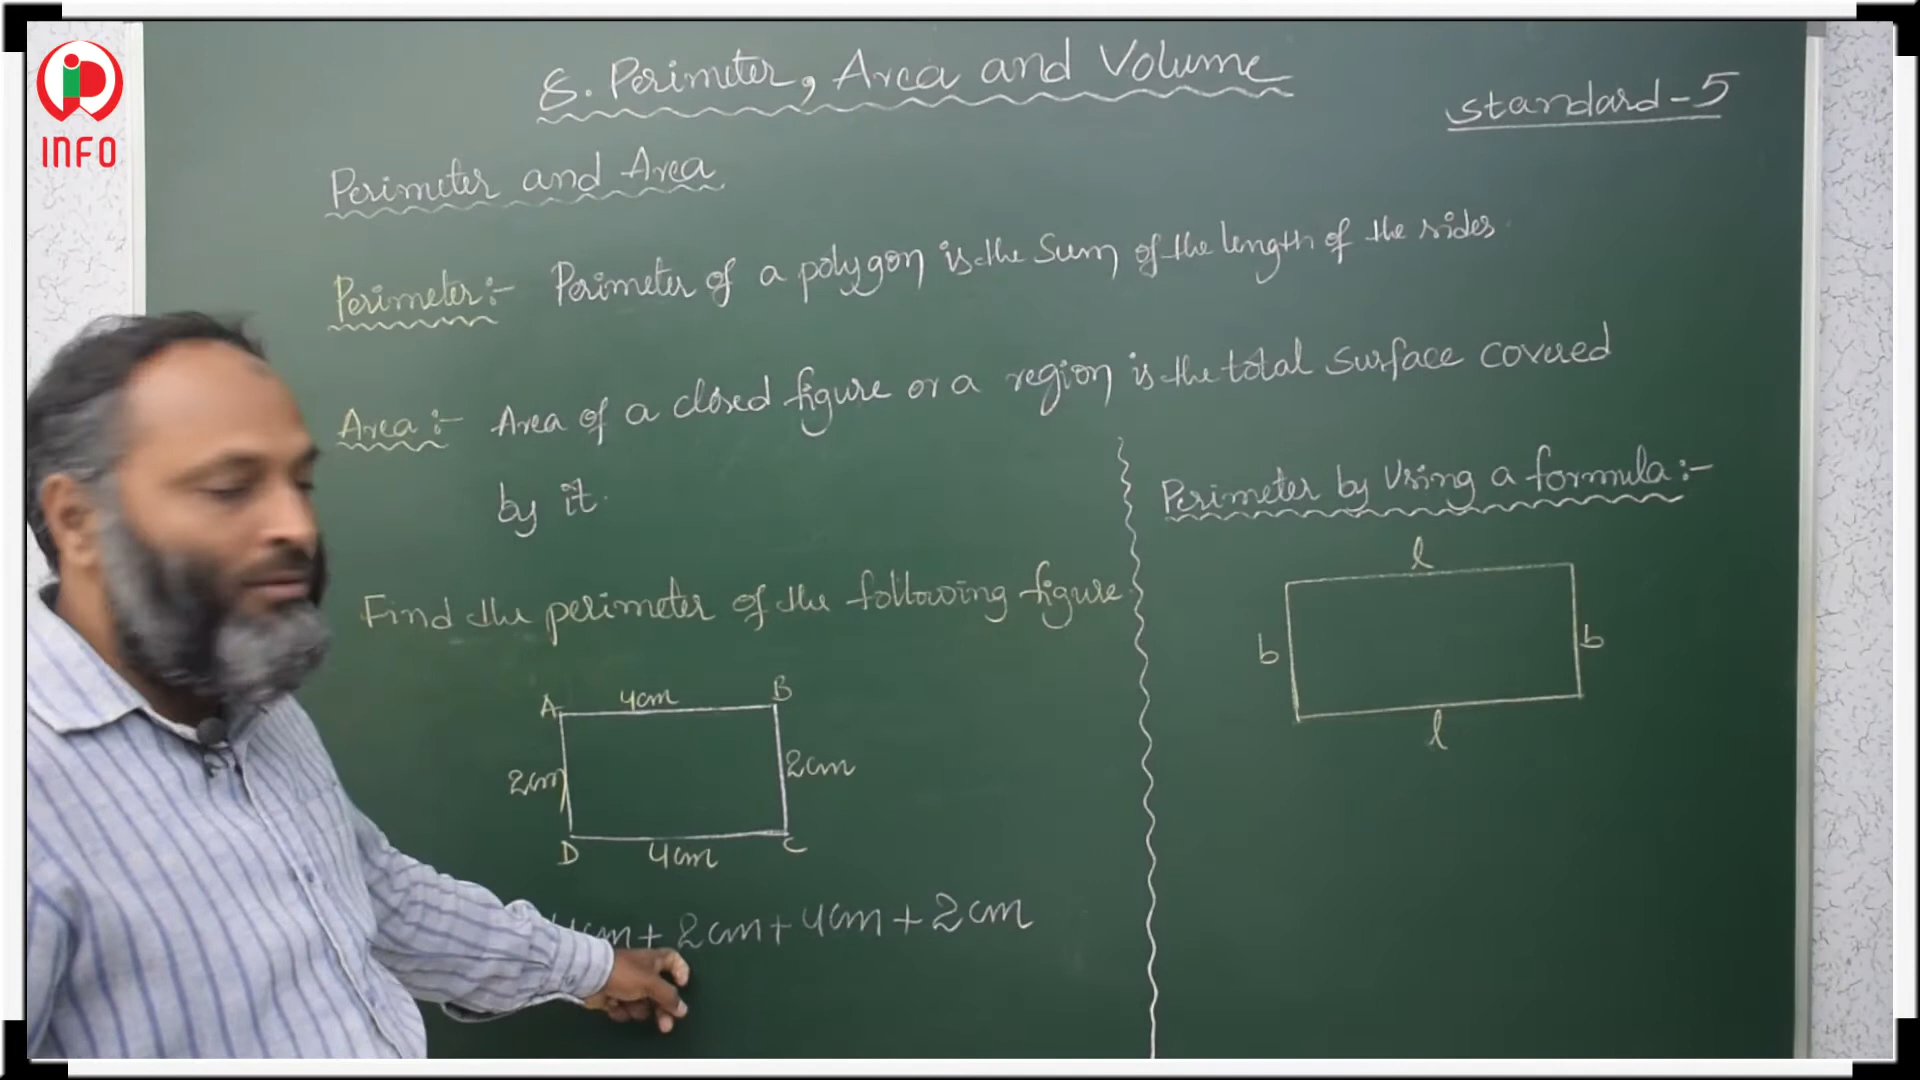 INFO
8. Perimeter, Area and Volume
Standard-5
Perimeter and Area
Perimeter:- Perimeter of a polygon is the Sum of the length of the sides.
Area:- Area of a closed figure or a region is the total surface covered
by it.
Perimeter by Using a formula:-
l
b
b
l
Find the perimeter of the following figure.
A 4cm B
2cm 2cm
D 4cm C
4cm + 2cm + 4cm + 2cm